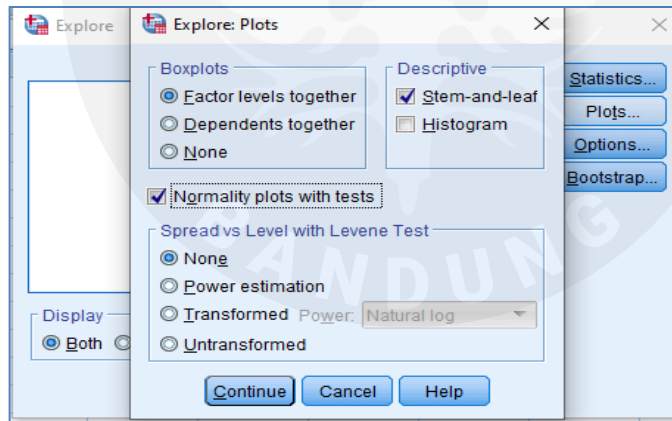 Explore
Explore: Plots
Boxplots
Factor levels together
Dependents together
None
Descriptive
Stem-and-leaf
Histogram
Normality plots with tests
Spread vs Level with Levene Test
None
Power estimation
Transformed Power: Natural log
Untransformed
Continue Cancel Help
Display
Both
Statistics...
Plots...
Options...
Bootstrap...
BANDUNG